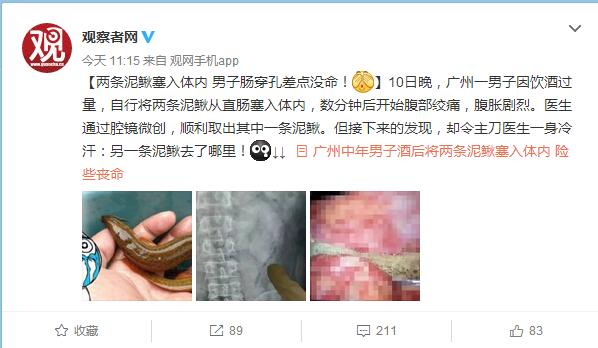 观察者网
今天 11:15 来自 观网手机app
【两条泥鳅塞入体内 男子肠穿孔差点没命！】10日晚，广州一男子因饮酒过
量，自行将两条泥鳅从直肠塞入体内，数分钟后开始腹部绞痛，腹胀剧烈。医生
通过腔镜微创，顺利取出其中一条泥鳅。但接下来的发现，却令主刀医生一身冷
汗：另一条泥鳅去了哪里！↓↓ 广州中年男子酒后将两条泥鳅塞入体内 险
些丧命
收藏 89 211 83
观